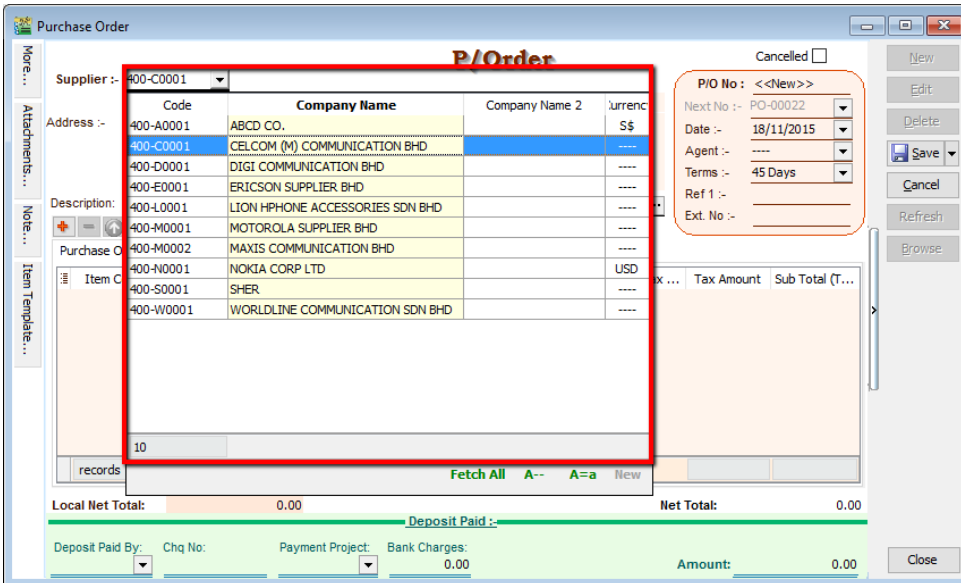 Purchase Order
More...
Attachments...
Note...
Item Template...
P/Order
Cancelled
Supplier :- 400-C0001
Address :-
Description:
Code Company Name Company Name 2 Currenc
400-A0001 ABCD CO. S$
400-C0001 CELCOM (M) COMMUNICATION BHD ----
400-D0001 DIGI COMMUNICATION BHD ----
400-E0001 ERICSON SUPPLIER BHD ----
400-L0001 LION HPHONE ACCESSORIES SDN BHD ----
400-M0001 MOTOROLA SUPPLIER BHD ----
400-M0002 MAXIS COMMUNICATION BHD ----
400-N0001 NOKIA CORP LTD USD
400-S0001 SHER ----
400-W0001 WORLDLINE COMMUNICATION SDN BHD ----
10
Fetch All A-- A=a New
P/O No : <<New>>
Next No :- PO-00022
Date :- 18/11/2015
Agent :- ----
Terms :- 45 Days
Ref 1 :-
Ext. No :-
New
Edit
Delete
Save
Cancel
Refresh
Browse
Purchase O
Item C
Tax Amount Sub Total (T...
records
Local Net Total: 0.00 Net Total: 0.00
Deposit Paid :-
Deposit Paid By: Chq No: Payment Project: Bank Charges:
0.00 Amount: 0.00
Close